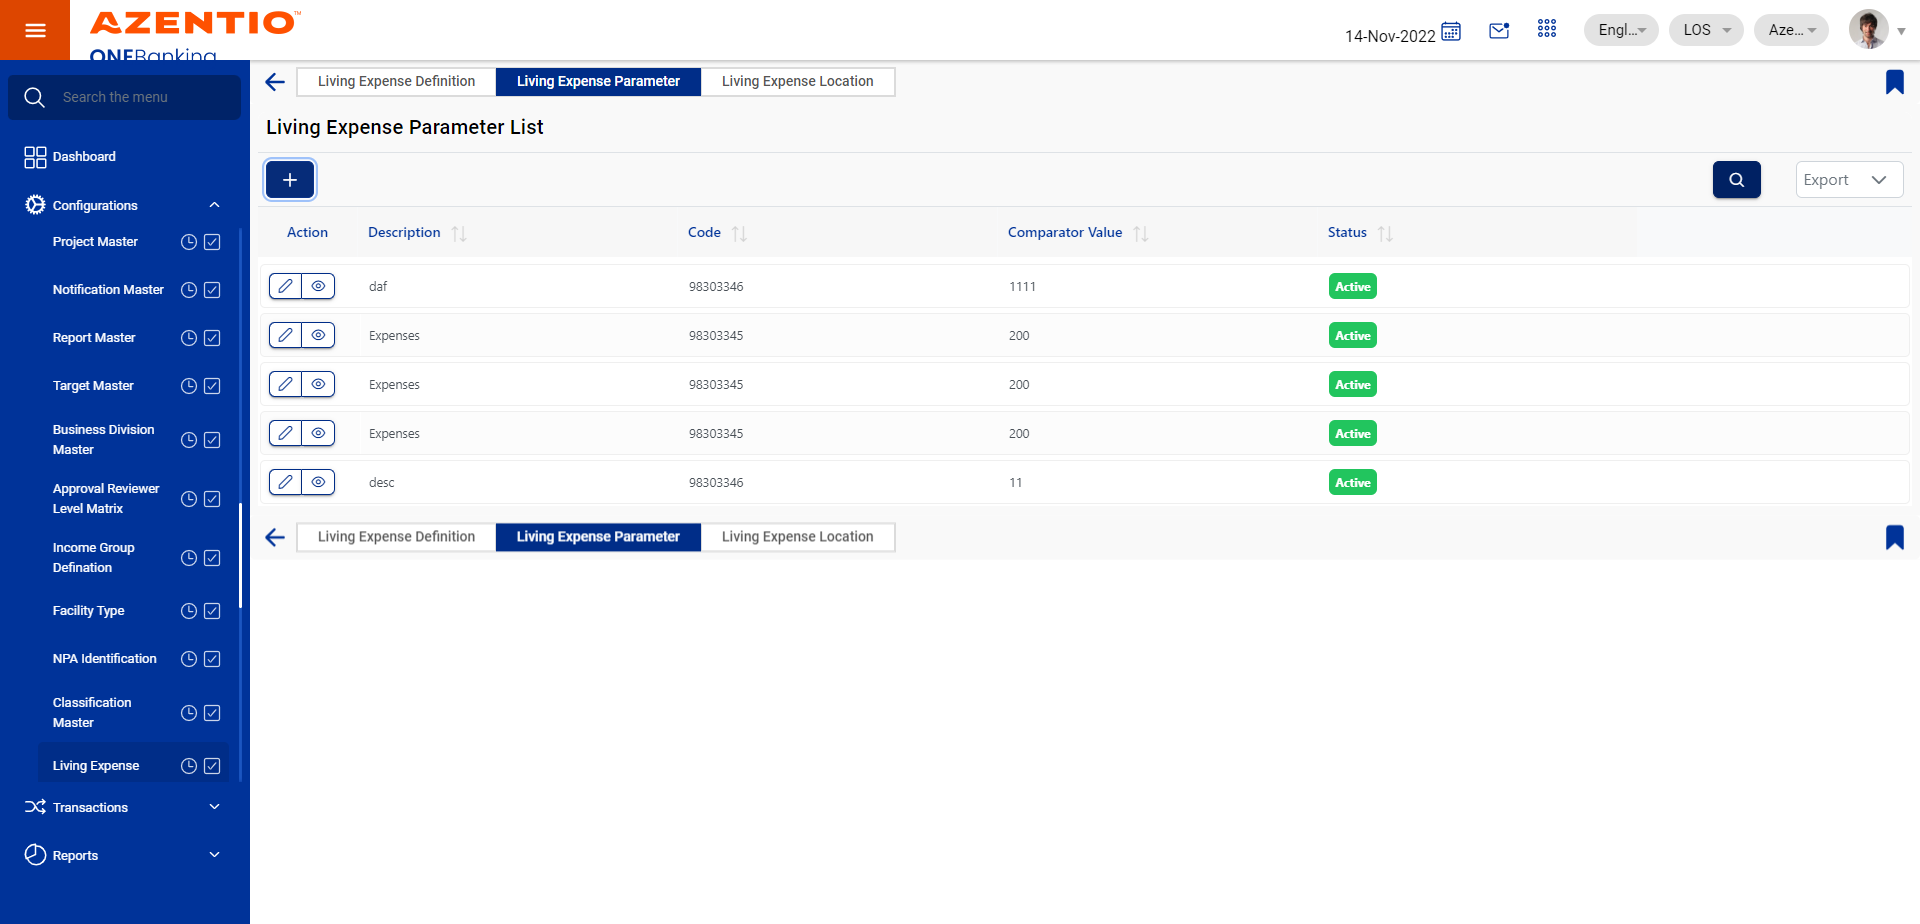 AZENTIO™
ONEBanking
14-Nov-2022
Engl...
LOS
Aze...
Search the menu
Dashboard
Configurations
Project Master
Notification Master
Report Master
Target Master
Business Division
Master
Approval Reviewer
Level Matrix
Income Group
Defination
Facility Type
NPA Identification
Classification
Master
Living Expense
Transactions
Reports
Living Expense Definition
Living Expense Parameter
Living Expense Location
Living Expense Parameter List
Export
Action Description Code Comparator Value Status
daf 98303346 1111 Active
Expenses 98303345 200 Active
Expenses 98303345 200 Active
Expenses 98303345 200 Active
desc 98303346 11 Active
Living Expense Definition
Living Expense Parameter
Living Expense Location